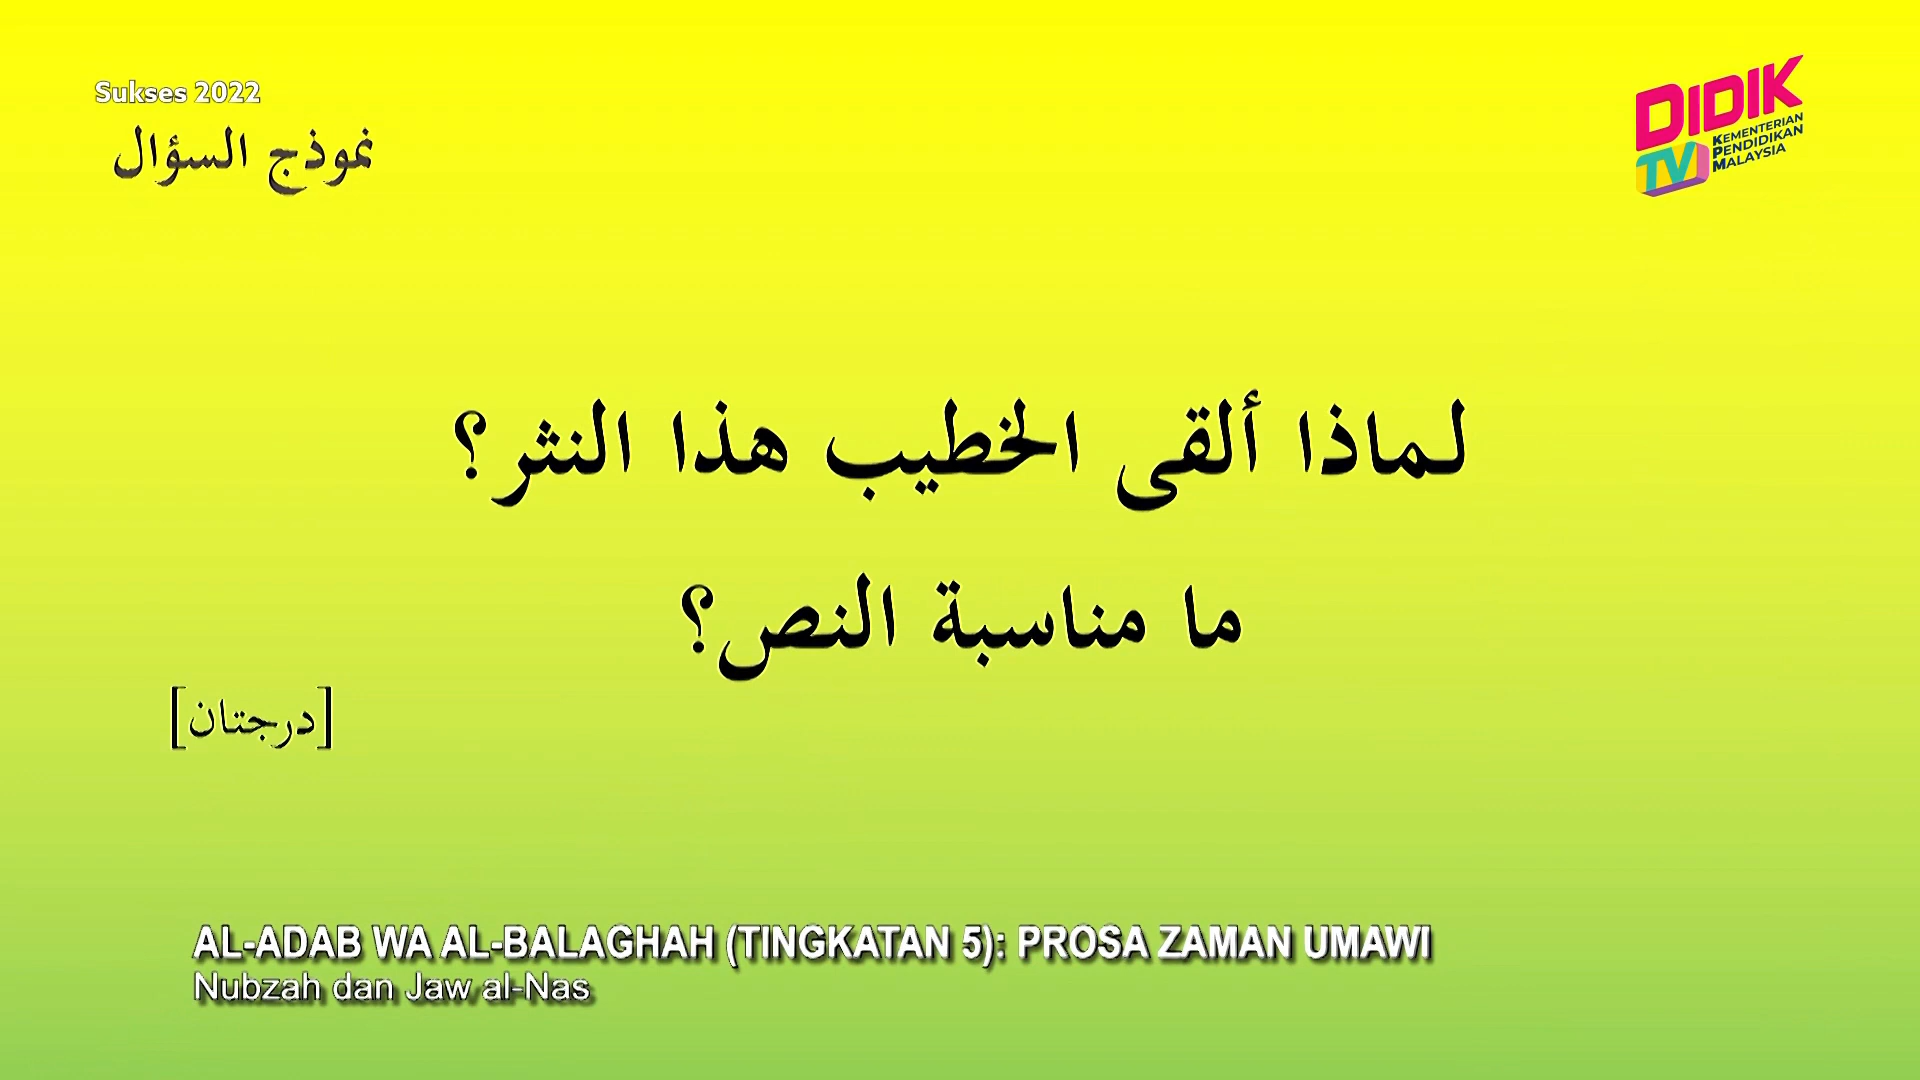 Sukses 2022
نموذج السؤال
DIDIK
TV
KEMENTERIAN
PENDIDIKAN
MALAYSIA
لماذا ألقى الخطيب هذا النثر؟
ما مناسبة النص؟
[درجتان]
AL-ADAB WA AL-BALAGHAH (TINGKATAN 5): PROSA ZAMAN UMAWI
Nubzah dan Jaw al-Nas